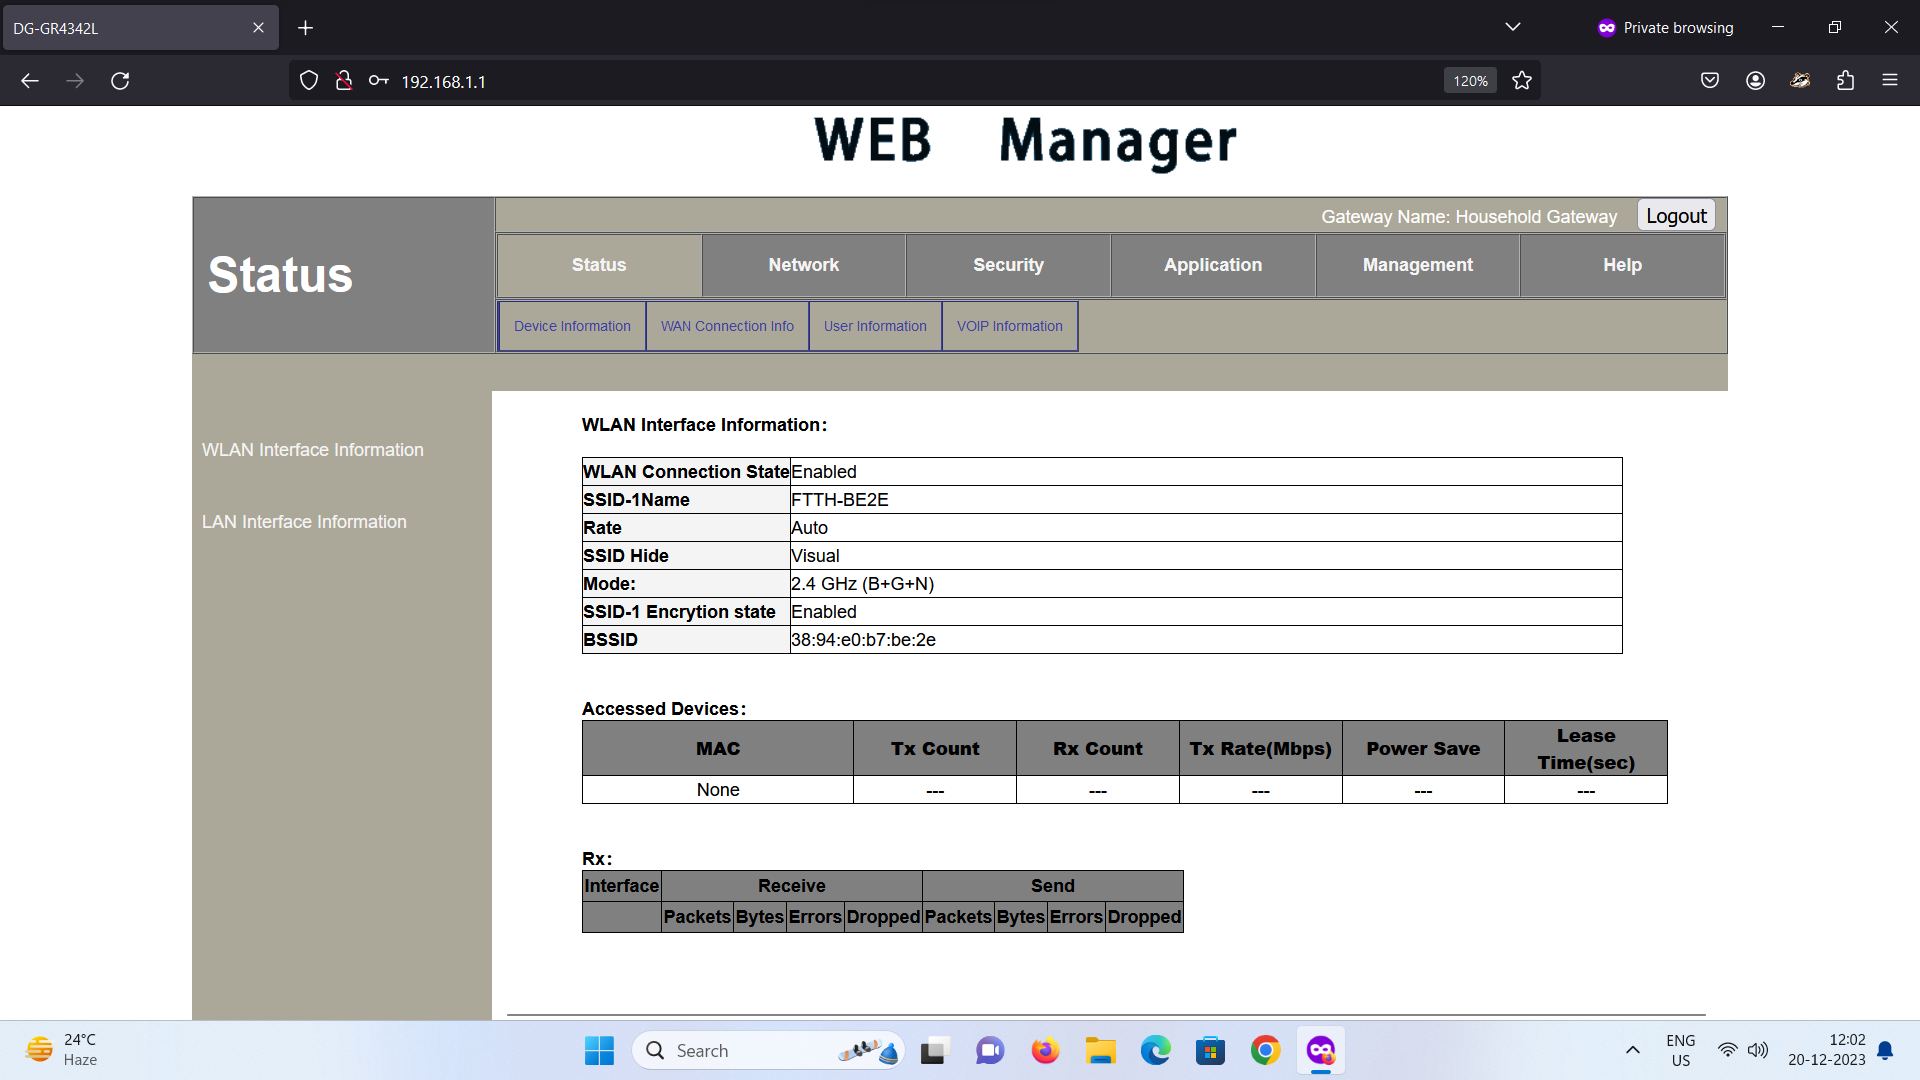 DG-GR4342L
Private browsing
192.168.1.1
120%
WEB Manager
Gateway Name: Household Gateway Logout
Status
Status Network Security Application Management Help
Device Information WAN Connection Info User Information VOIP Information
WLAN Interface Information
LAN Interface Information
WLAN Interface Information:
WLAN Connection State Enabled
SSID-1Name FTTH-BE2E
Rate Auto
SSID Hide Visual
Mode: 2.4 GHz (B+G+N)
SSID-1 Encrytion state Enabled
BSSID 38:94:e0:b7:be:2e
Accessed Devices:
MAC Tx Count Rx Count Tx Rate(Mbps) Power Save Lease Time(sec)
None --- --- --- --- ---
Rx:
Interface Receive Send
Packets Bytes Errors Dropped Packets Bytes Errors Dropped
24°C
Haze
Search
ENG
US
12:02
20-12-2023